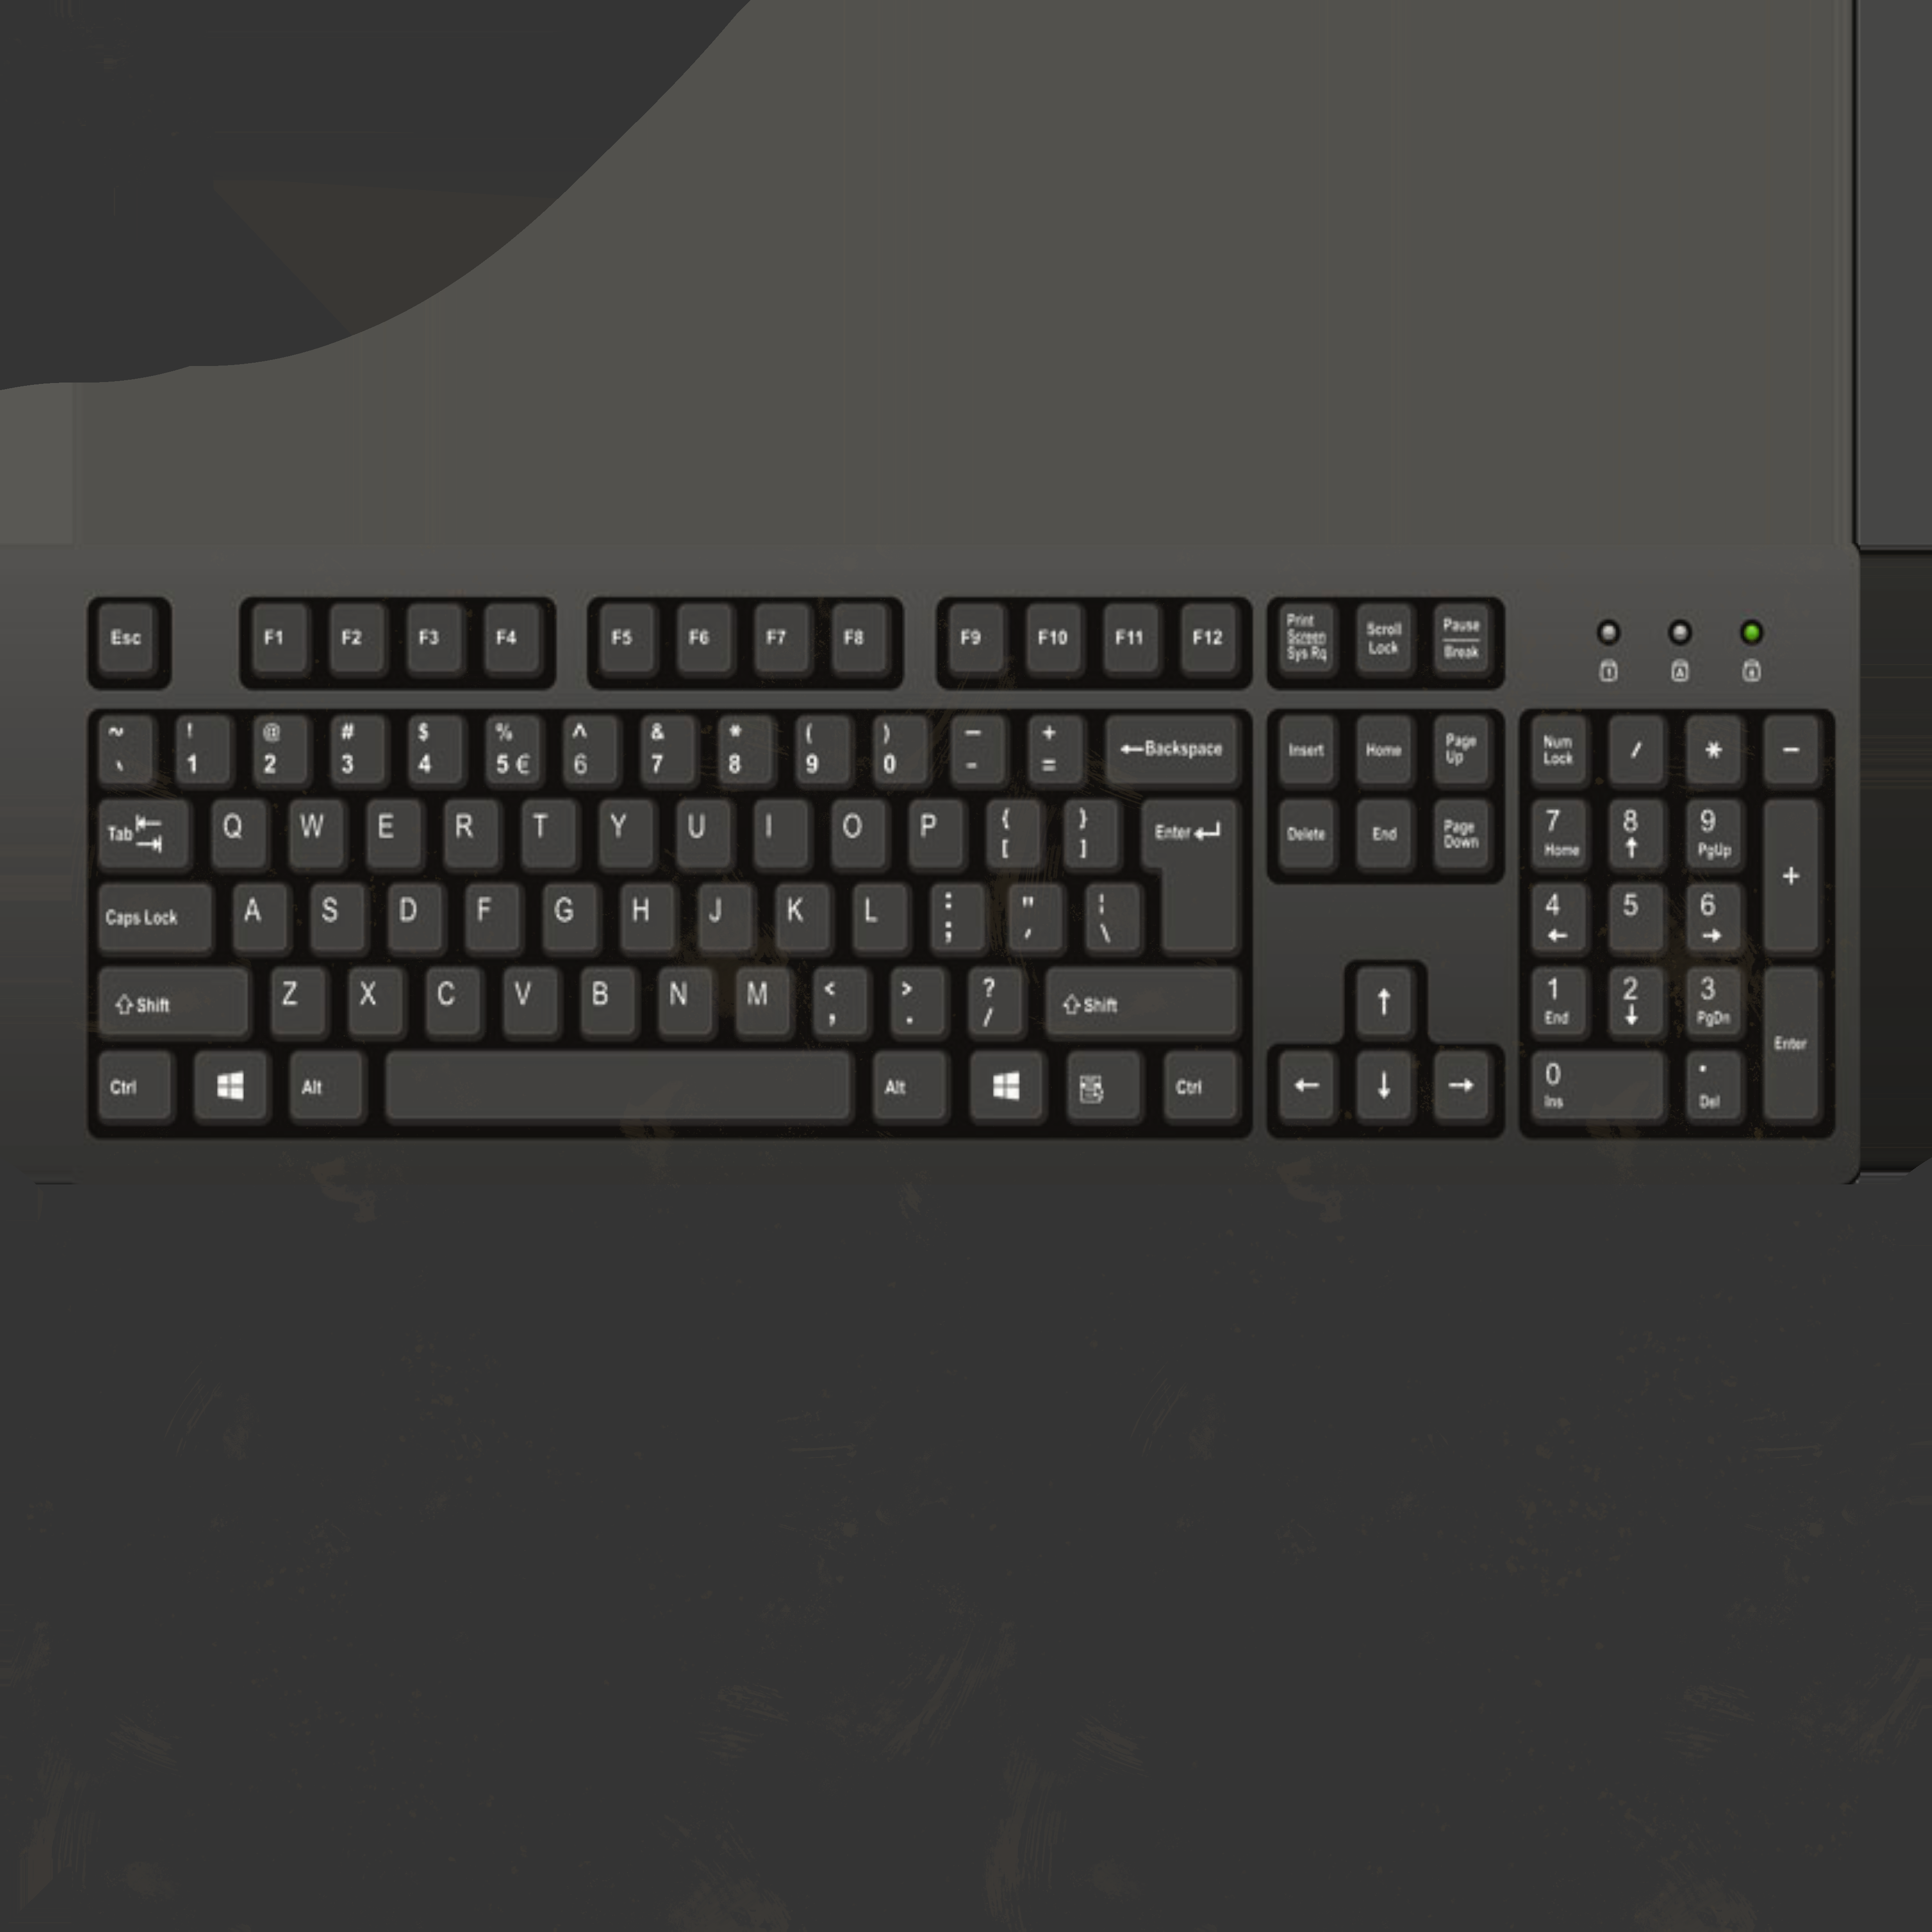 Esc F1 F2 F3 F4 F5 F6 F7 F8 F9 F10 F11 F12 Print Screen Sys Rq Scroll Lock Pause Break
1 A
~ ! @ # $ % ^ & * ( ) — +
` 1 2 3 4 5 € 6 7 8 9 0 - = ←Backspace Insert Home Page Up Num Lock / * −
Tab Q W E R T Y U I O P { [ } ] Enter Delete End Page Down 7 Home 8 ↑ 9 PgUp +
Caps Lock A S D F G H J K L : ; " ' ¦ \ 4 ← 5 6 →
⇧ Shift Z X C V B N M < , > . ? / ⇧ Shift ↑ 1 End 2 ↓ 3 PgDn Enter
Ctrl Alt Alt Ctrl ← ↓ → 0 Ins . Del